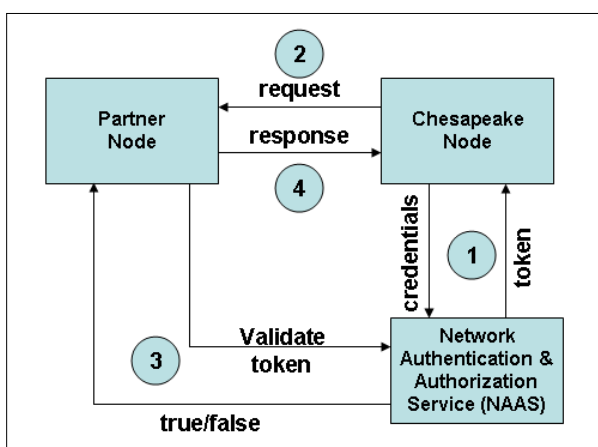 2
request
Partner
Node
Chesapeake
Node
response
4
credentials
1
token
Validate
token
3
true/false
Network
Authentication &
Authorization
Service (NAAS)